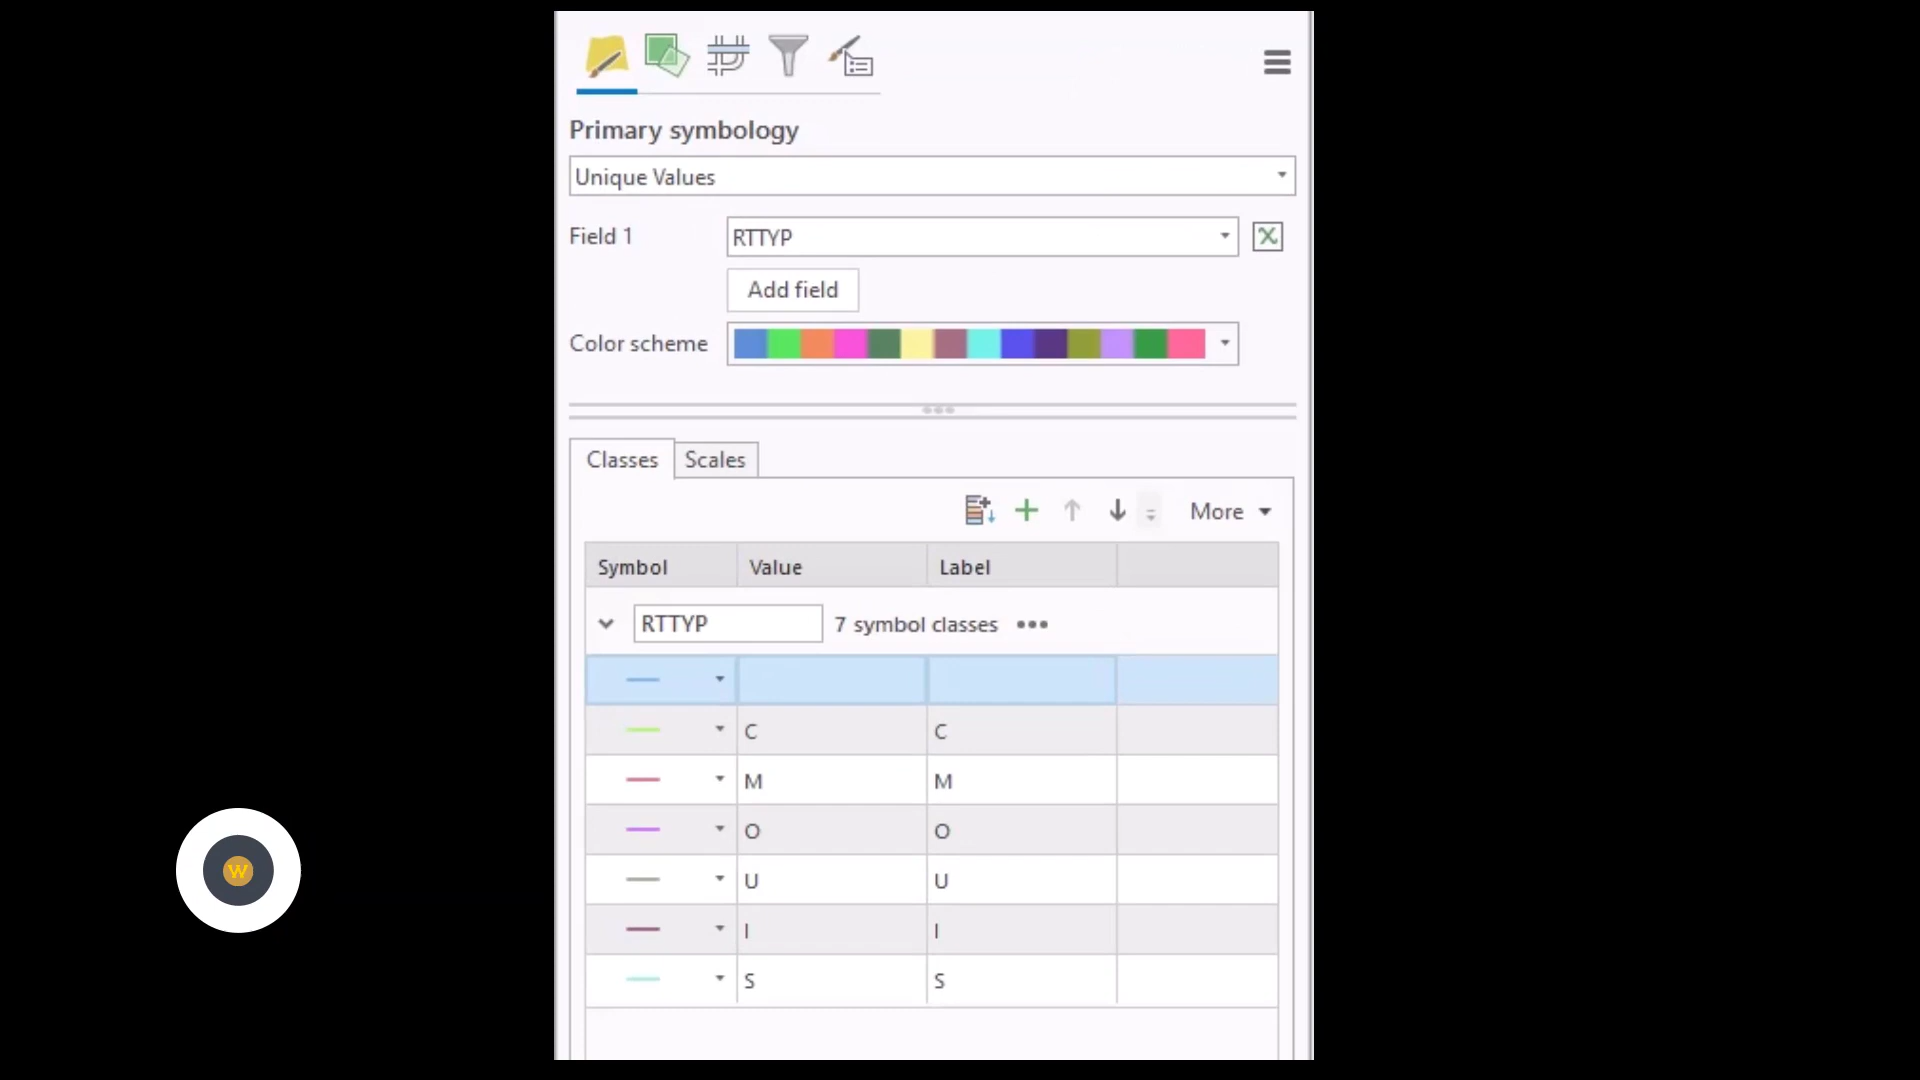 Primary symbology
Unique Values
Field 1 RTTYP
Add field
Color scheme
Classes Scales
More
Symbol Value Label
RTTYP 7 symbol classes
C C
M M
O O
U U
I I
S S
W